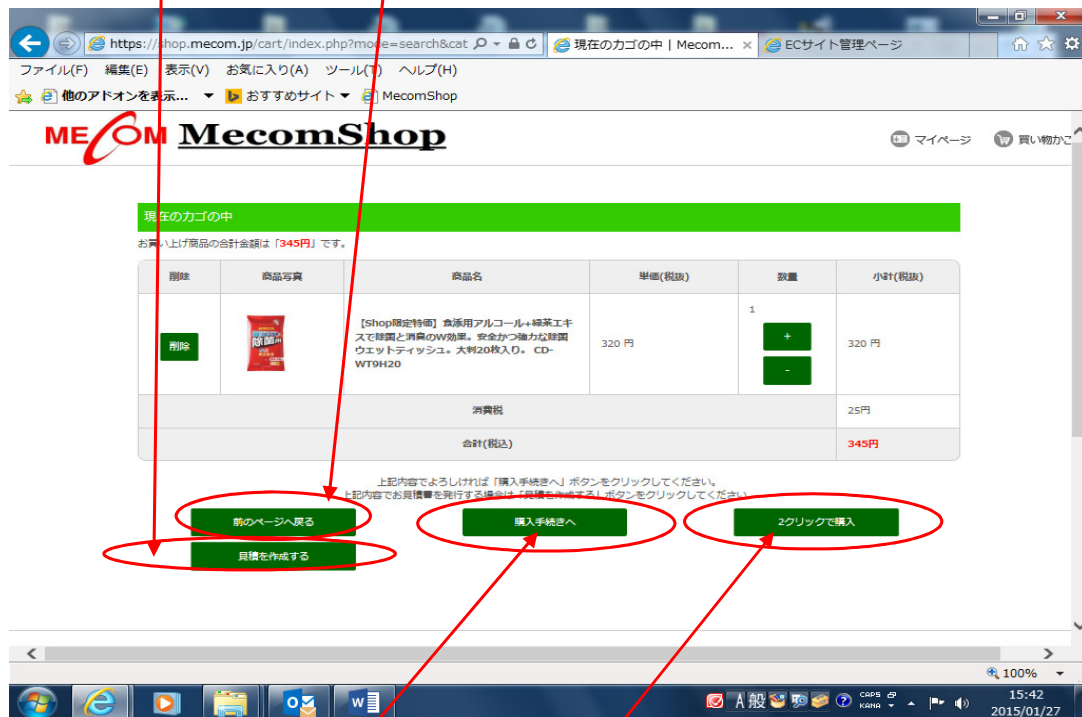 https://shop.mecom.jp/cart/index.php?mode=search&cat
現在のカゴの中 | Mecom...
ECサイト管理ページ
ファイル(F) 編集(E) 表示(V) お気に入り(A) ツール(T) ヘルプ(H)
他のアドオンを表示... おすすめサイト MecomShop
MECOM MecomShop
マイページ 買い物かご
現在のカゴの中
お買い上げ商品の合計金額は「345円」です。
削除 商品写真 商品名 単価(税抜) 数量 小計(税抜)
【Shop限定特価】食添用アルコール+緑茶エキ
スで除菌と消臭のW効果。安全かつ強力な除菌
ウエットティッシュ。大判20枚入り。 CD-
WT9H20
削除
除菌
320 円
1
+
-
320 円
消費税 25円
合計(税込) 345円
上記内容でよろしければ「購入手続きへ」ボタンをクリックしてください。
上記内容でお見積書を発行する場合は「見積を作成する」ボタンをクリックしてください。
前のページへ戻る 購入手続きへ 2クリックで購入
見積を作成する
100%
A 般
CAPS
KANA
15:42
2015/01/27